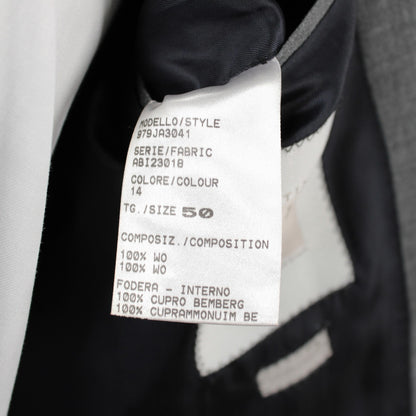 MODELLO/STYLE
979JA3041
SERIE/FABRIC
ABI23018
COLORE/COLOUR
14
TG./SIZE 50
COMPOSIZ./COMPOSITION
100% WO
100% WO
FODERA - INTERNO
100% CUPRO BEMBERG
100% CUPRAMMONUIM BE